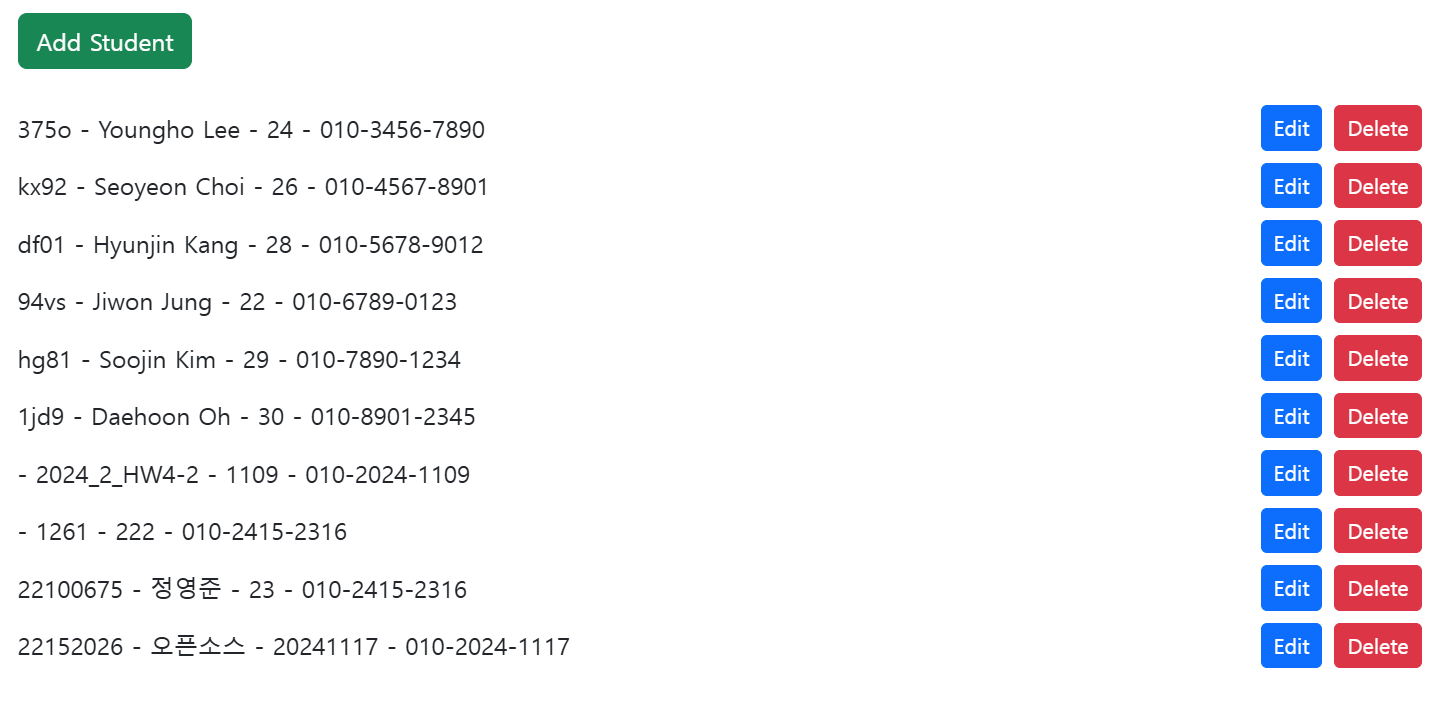 Add Student
375o - Youngho Lee - 24 - 010-3456-7890 Edit Delete
kx92 - Seoyeon Choi - 26 - 010-4567-8901 Edit Delete
df01 - Hyunjin Kang - 28 - 010-5678-9012 Edit Delete
94vs - Jiwon Jung - 22 - 010-6789-0123 Edit Delete
hg81 - Soojin Kim - 29 - 010-7890-1234 Edit Delete
1jd9 - Daehoon Oh - 30 - 010-8901-2345 Edit Delete
- 2024_2_HW4-2 - 1109 - 010-2024-1109 Edit Delete
- 1261 - 222 - 010-2415-2316 Edit Delete
22100675 - 정영준 - 23 - 010-2415-2316 Edit Delete
22152026 - 오픈소스 - 20241117 - 010-2024-1117 Edit Delete